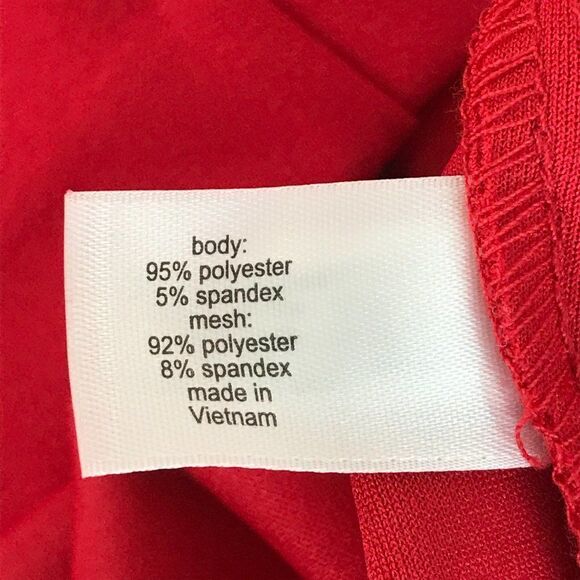 body:
95% polyester
5% spandex
mesh:
92% polyester
8% spandex
made in
Vietnam